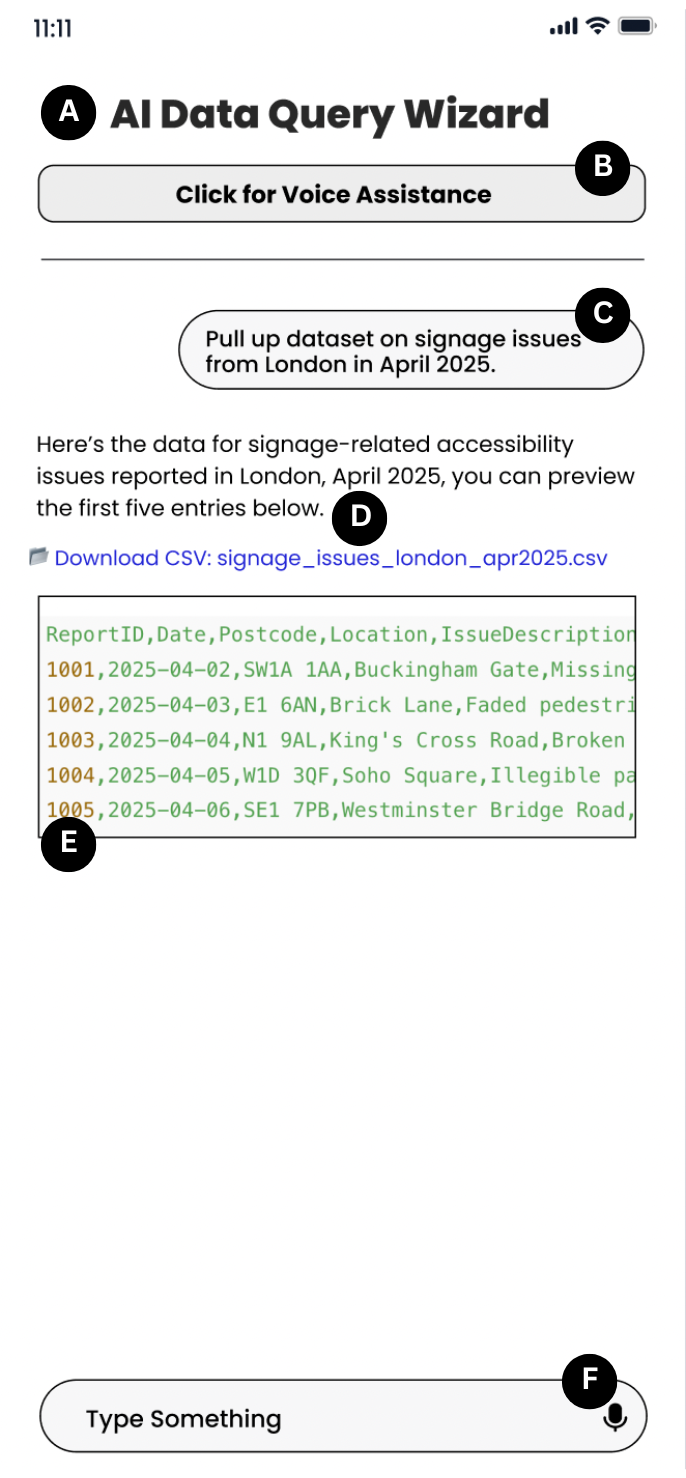 11:11
A AI Data Query Wizard
B
Click for Voice Assistance
C
Pull up dataset on signage issues
from London in April 2025.
Here’s the data for signage-related accessibility
issues reported in London, April 2025, you can preview
the first five entries below.
D
Download CSV: signage_issues_london_apr2025.csv
ReportID,Date,Postcode,Location,IssueDescription
1001,2025-04-02,SW1A 1AA,Buckingham Gate,Missing
1002,2025-04-03,E1 6AN,Brick Lane,Faded pedestri
1003,2025-04-04,N1 9AL,King's Cross Road,Broken
1004,2025-04-05,W1D 3QF,Soho Square,Illegible pa
1005,2025-04-06,SE1 7PB,Westminster Bridge Road,
E
F
Type Something